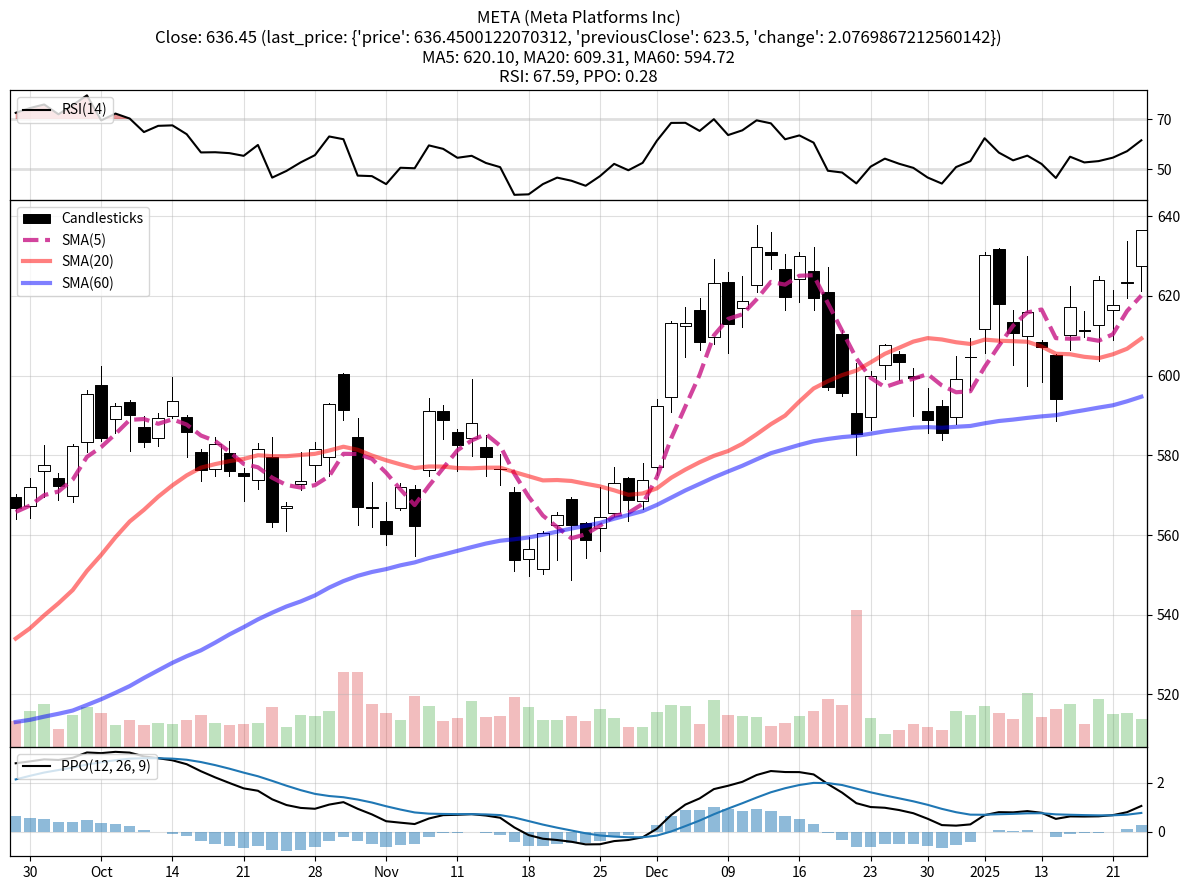 META (Meta Platforms Inc)
Close: 636.45 (last_price: {'price': 636.4500122070312, 'previousClose': 623.5, 'change': 2.0769867212560142})
MA5: 620.10, MA20: 609.31, MA60: 594.72
RSI: 67.59, PPO: 0.28
RSI(14)
70
50
Candlesticks
SMA(5)
SMA(20)
SMA(60)
640
620
600
580
560
540
520
PPO(12, 26, 9)
2
0
30 Oct 14 21 28 Nov 11 18 25 Dec 09 16 23 30 2025 13 21